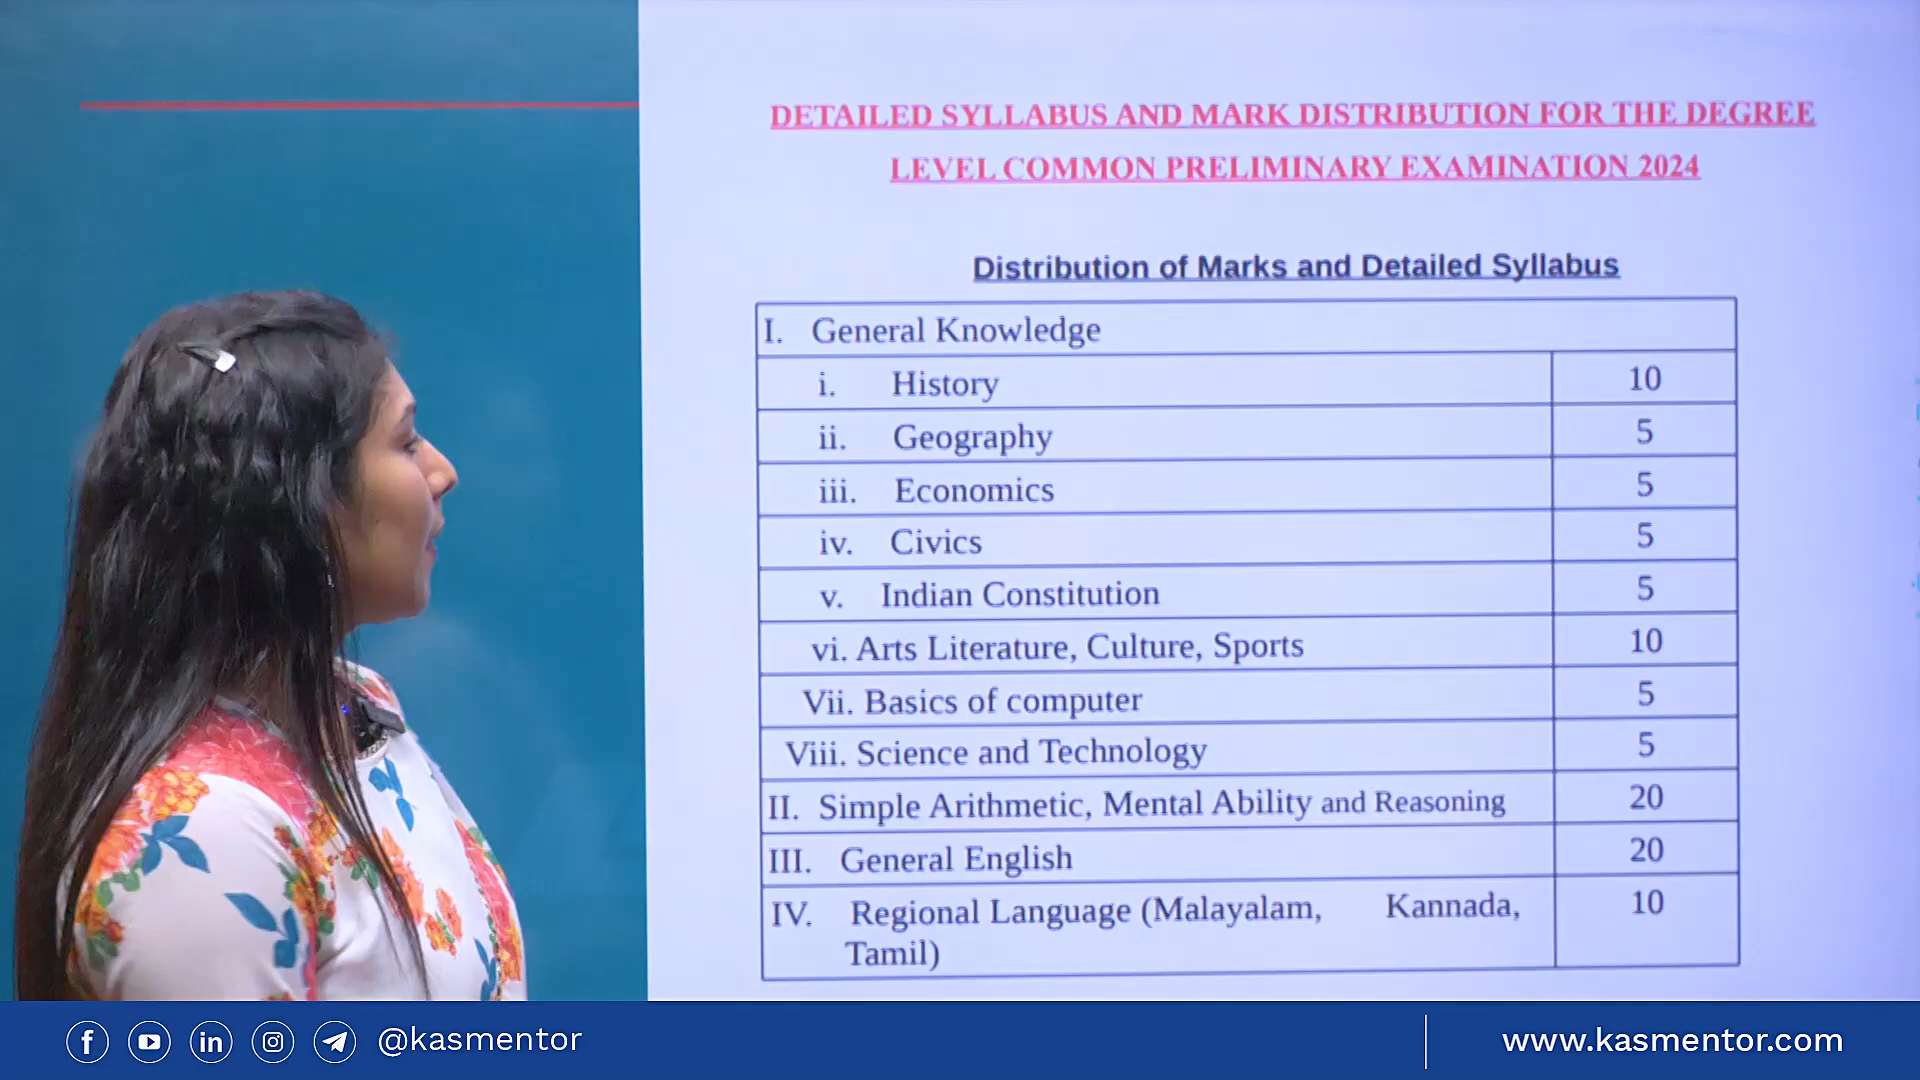 DETAILED SYLLABUS AND MARK DISTRIBUTION FOR THE DEGREE
LEVEL COMMON PRELIMINARY EXAMINATION 2024
Distribution of Marks and Detailed Syllabus
I. General Knowledge
i. History 10
ii. Geography 5
iii. Economics 5
iv. Civics 5
v. Indian Constitution 5
vi. Arts Literature, Culture, Sports 10
Vii. Basics of computer 5
Viii. Science and Technology 5
II. Simple Arithmetic, Mental Ability and Reasoning 20
III. General English 20
IV. Regional Language (Malayalam, Kannada, 10
Tamil)
@kasmentor
www.kasmentor.com